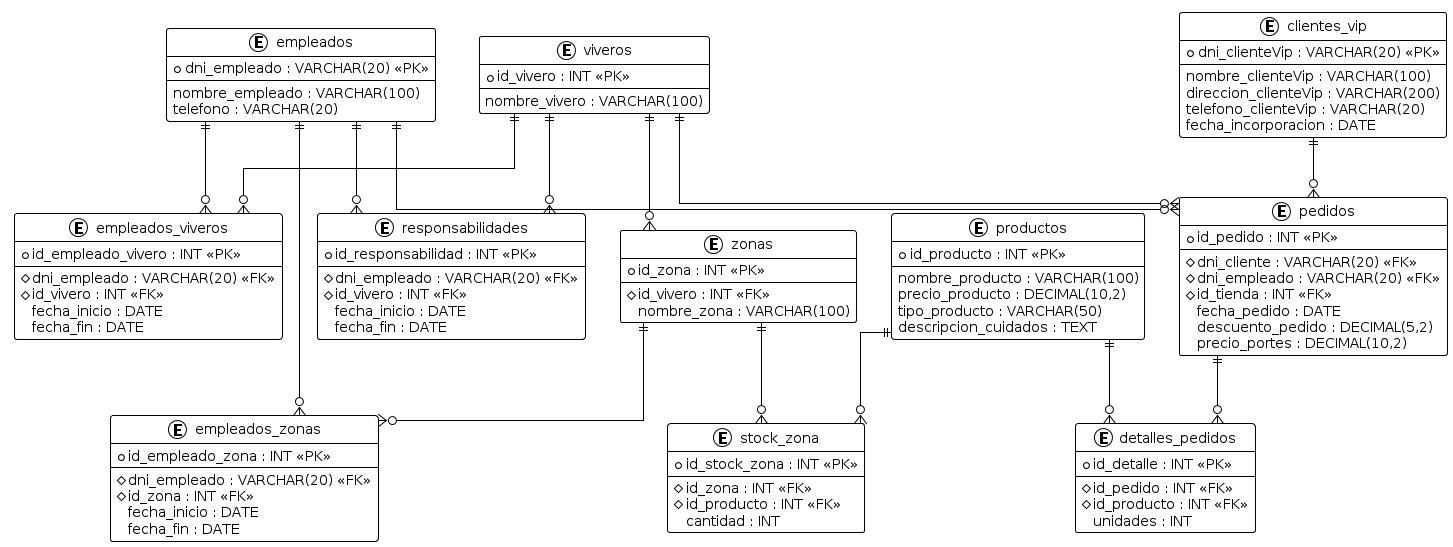 E empleados
dni_empleado : VARCHAR(20) «PK»
nombre_empleado : VARCHAR(100)
telefono : VARCHAR(20)
E viveros
id_vivero : INT «PK»
nombre_vivero : VARCHAR(100)
E clientes_vip
dni_clienteVip : VARCHAR(20) «PK»
nombre_clienteVip : VARCHAR(100)
direccion_clienteVip : VARCHAR(200)
telefono_clienteVip : VARCHAR(20)
fecha_incorporacion : DATE
E empleados_viveros
id_empleado_vivero : INT «PK»
dni_empleado : VARCHAR(20) «FK»
id_vivero : INT «FK»
fecha_inicio : DATE
fecha_fin : DATE
E responsabilidades
id_responsabilidad : INT «PK»
dni_empleado : VARCHAR(20) «FK»
id_vivero : INT «FK»
fecha_inicio : DATE
fecha_fin : DATE
E zonas
id_zona : INT «PK»
id_vivero : INT «FK»
nombre_zona : VARCHAR(100)
E productos
id_producto : INT «PK»
nombre_producto : VARCHAR(100)
precio_producto : DECIMAL(10,2)
tipo_producto : VARCHAR(50)
descripcion_cuidados : TEXT
E pedidos
id_pedido : INT «PK»
dni_cliente : VARCHAR(20) «FK»
dni_empleado : VARCHAR(20) «FK»
id_tienda : INT «FK»
fecha_pedido : DATE
descuento_pedido : DECIMAL(5,2)
precio_portes : DECIMAL(10,2)
E empleados_zonas
id_empleado_zona : INT «PK»
dni_empleado : VARCHAR(20) «FK»
id_zona : INT «FK»
fecha_inicio : DATE
fecha_fin : DATE
E stock_zona
id_stock_zona : INT «PK»
id_zona : INT «FK»
id_producto : INT «FK»
cantidad : INT
E detalles_pedidos
id_detalle : INT «PK»
id_pedido : INT «FK»
id_producto : INT «FK»
unidades : INT